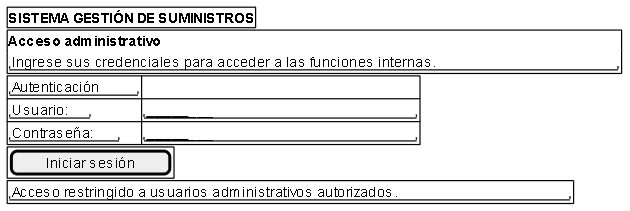 SISTEMA GESTIÓN DE SUMINISTROS
Acceso administrativo
Ingrese sus credenciales para acceder a las funciones internas.
Autenticación
Usuario:
Contraseña:
Iniciar sesión
Acceso restringido a usuarios administrativos autorizados.